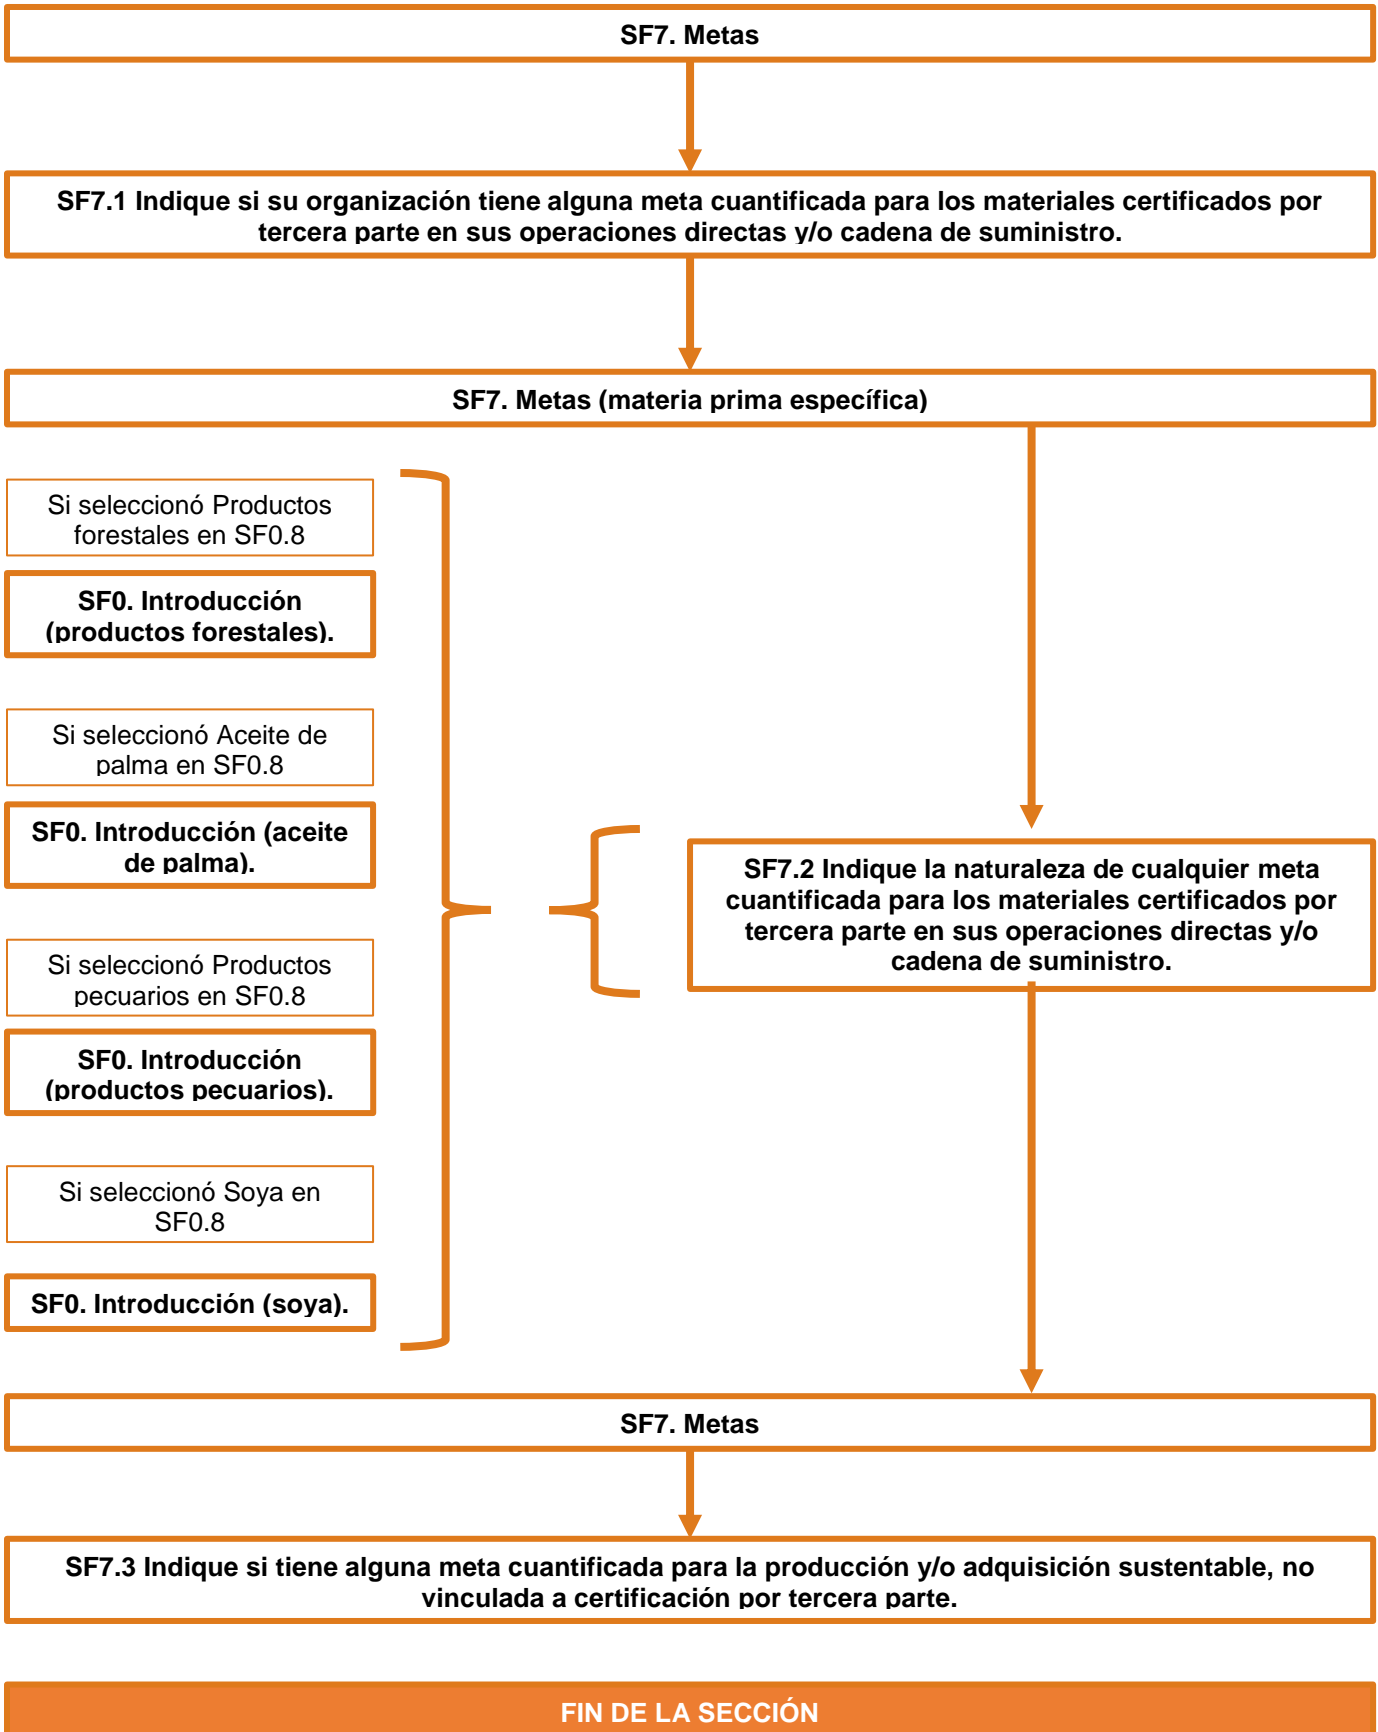 SF7. Metas
SF7.1 Indique si su organización tiene alguna meta cuantificada para los materiales certificados por
tercera parte en sus operaciones directas y/o cadena de suministro.
SF7. Metas (materia prima específica)
Si seleccionó Productos
forestales en SF0.8
SF0. Introducción
(productos forestales).
Si seleccionó Aceite de
palma en SF0.8
SF0. Introducción (aceite
de palma).
Si seleccionó Productos
pecuarios en SF0.8
SF0. Introducción
(productos pecuarios).
Si seleccionó Soya en
SF0.8
SF0. Introducción (soya).
SF7.2 Indique la naturaleza de cualquier meta
cuantificada para los materiales certificados por
tercera parte en sus operaciones directas y/o
cadena de suministro.
SF7. Metas
SF7.3 Indique si tiene alguna meta cuantificada para la producción y/o adquisición sustentable, no
vinculada a certificación por tercera parte.
FIN DE LA SECCIÓN